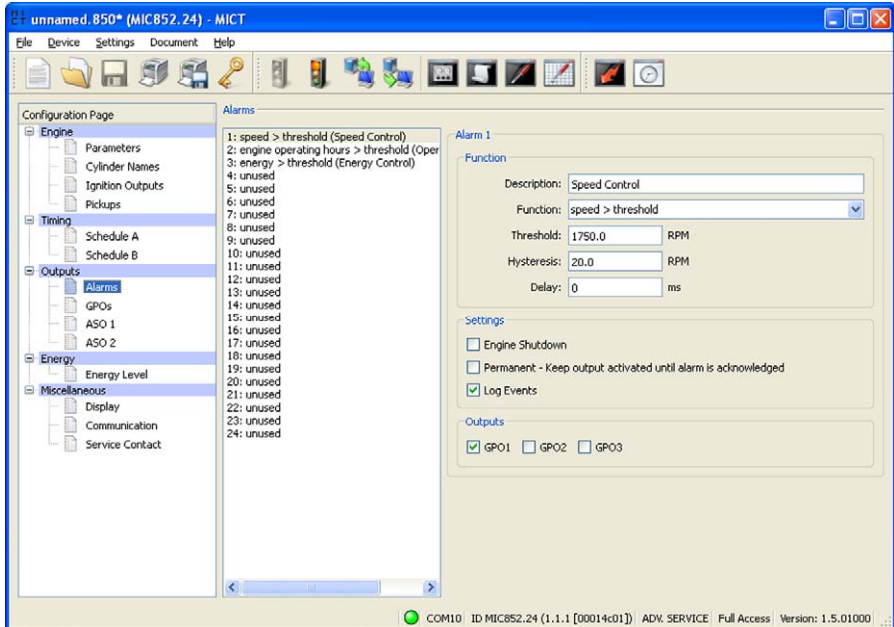 unnamed.850* (MIC852.24) - MICT
File Device Settings Document Help
Configuration Page
Engine
Parameters
Cylinder Names
Ignition Outputs
Pickups
Timing
Schedule A
Schedule B
Outputs
Alarms
GPOs
ASO 1
ASO 2
Energy
Energy Level
Miscellaneous
Display
Communication
Service Contact
Alarms
1: speed > threshold (Speed Control)
2: engine operating hours > threshold (Oper
3: energy > threshold (Energy Control)
4: unused
5: unused
6: unused
7: unused
8: unused
9: unused
10: unused
11: unused
12: unused
13: unused
14: unused
15: unused
16: unused
17: unused
18: unused
19: unused
20: unused
21: unused
22: unused
23: unused
24: unused
Alarm 1
Function
Description: Speed Control
Function: speed > threshold
Threshold: 1750.0 RPM
Hysteresis: 20.0 RPM
Delay: 0 ms
Settings
Engine Shutdown
Permanent - Keep output activated until alarm is acknowledged
Log Events
Outputs
GPO1 GPO2 GPO3
COM10 ID MIC852.24 (1.1.1 [00014c01]) ADV. SERVICE Full Access Version: 1.5.01000